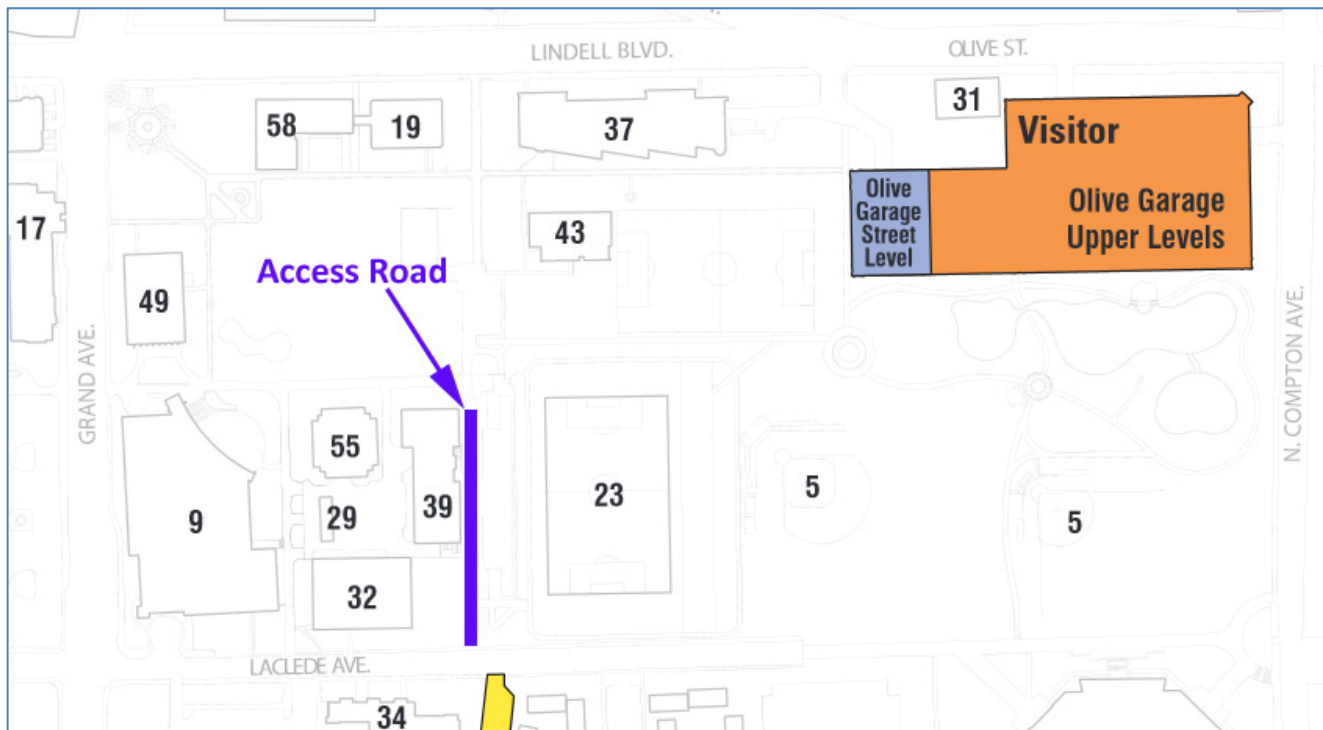 LINDELL BLVD.
OLIVE ST.
58
19
37
31
Visitor
Olive Garage
Upper Levels
Olive
Garage
Street
Level
17
43
Access Road
49
GRAND AVE.
N. COMPTON AVE.
55
39
29
9
32
23
5
5
LACLEDE AVE.
34